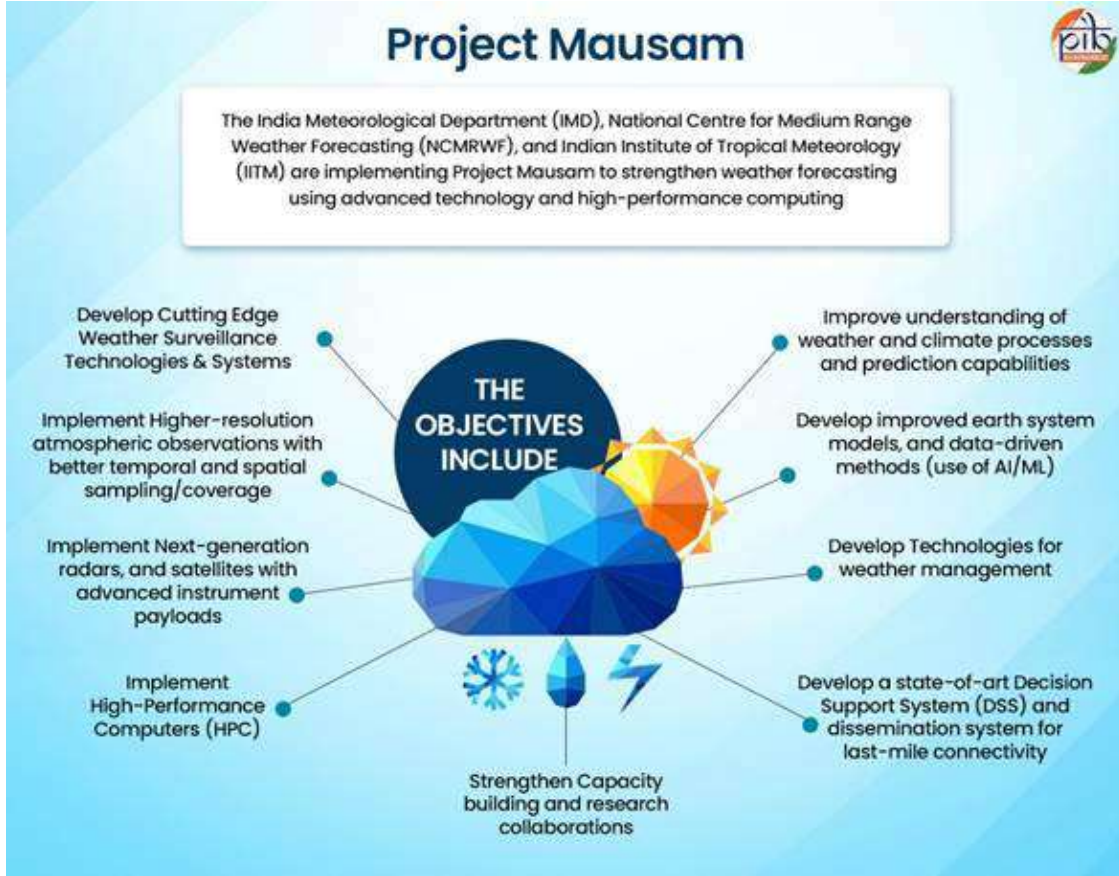 Project Mausam
pib
The India Meteorological Department (IMD), National Centre for Medium Range
Weather Forecasting (NCMRWF), and Indian Institute of Tropical Meteorology
(IITM) are implementing Project Mausam to strengthen weather forecasting
using advanced technology and high-performance computing
THE
OBJECTIVES
INCLUDE
Develop Cutting Edge
Weather Surveillance
Technologies & Systems
Implement Higher-resolution
atmospheric observations with
better temporal and spatial
sampling/coverage
Implement Next-generation
radars, and satellites with
advanced instrument
payloads
Implement
High-Performance
Computers (HPC)
Strengthen Capacity
building and research
collaborations
Improve understanding of
weather and climate processes
and prediction capabilities
Develop improved earth system
models, and data-driven
methods (use of AI/ML)
Develop Technologies for
weather management
Develop a state-of-art Decision
Support System (DSS) and
dissemination system for
last-mile connectivity